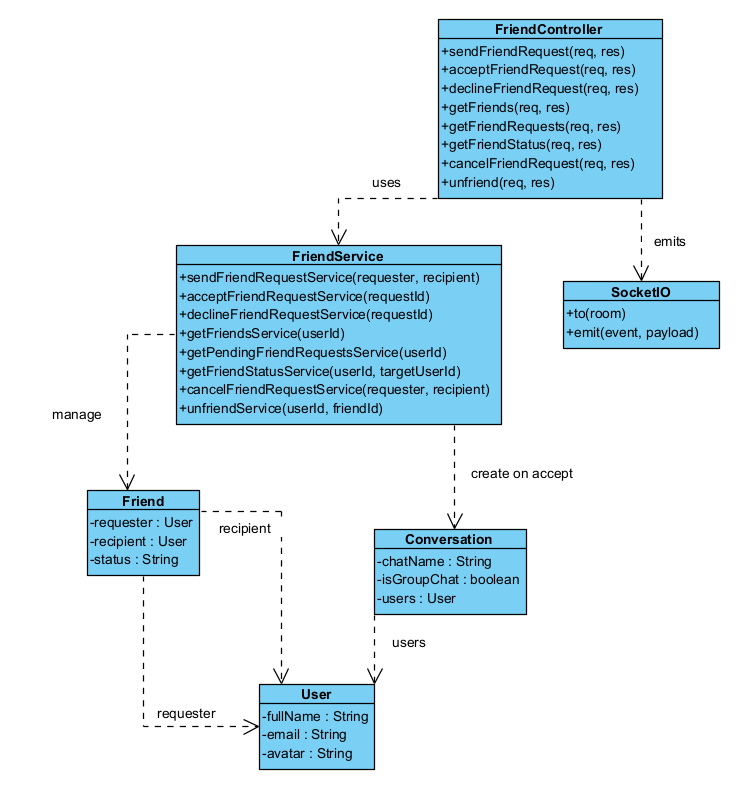 FriendController
+sendFriendRequest(req, res)
+acceptFriendRequest(req, res)
+declineFriendRequest(req, res)
+getFriends(req, res)
+getFriendRequests(req, res)
+getFriendStatus(req, res)
+cancelFriendRequest(req, res)
+unfriend(req, res)
uses
emits
FriendService
+sendFriendRequestService(requester, recipient)
+acceptFriendRequestService(requestId)
+declineFriendRequestService(requestId)
+getFriendsService(userId)
+getPendingFriendRequestsService(userId)
+getFriendStatusService(userId, targetUserId)
+cancelFriendRequestService(requester, recipient)
+unfriendService(userId, friendId)
SocketIO
+to(room)
+emit(event, payload)
manage
create on accept
Friend
-requester : User
-recipient : User
-status : String
recipient
Conversation
-chatName : String
-isGroupChat : boolean
-users : User
users
requester
User
-fullName : String
-email : String
-avatar : String